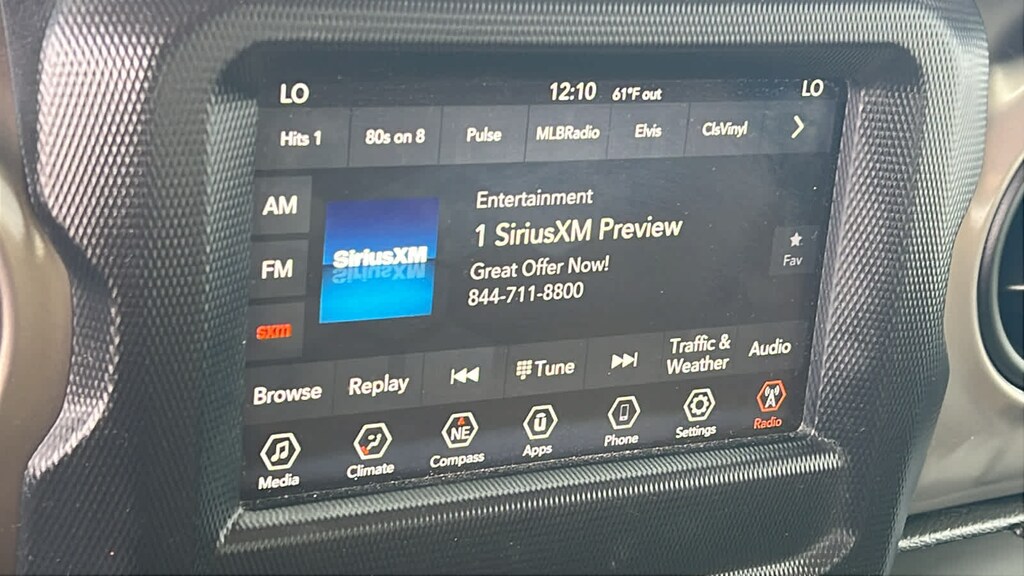 LO 12:10 61°F out LO
Hits 1 80s on 8 Pulse MLBRadio Elvis ClsVinyl
AM
FM
sxm
SiriusXM
Entertainment
1 SiriusXM Preview
Great Offer Now!
844-711-8800
Fav
Browse Replay Tune Traffic & Weather Audio
NE
Media Climate Compass Apps Phone Settings Radio